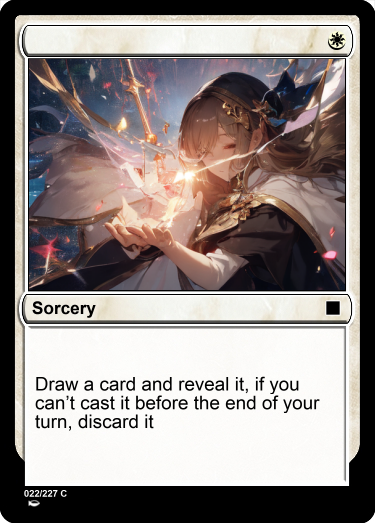 Sorcery
Draw a card and reveal it, if you
can't cast it before the end of your
turn, discard it
022/227 C